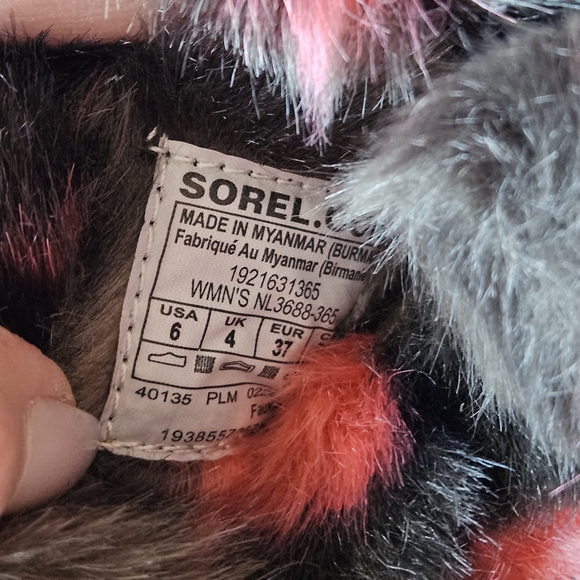 SOREL.
MADE IN MYANMAR (BURMA
Fabriqué Au Myanmar (Birmanie
1921631365
WMN'S NL3688-365
USA UK EUR
6 4 37
40135 PLM